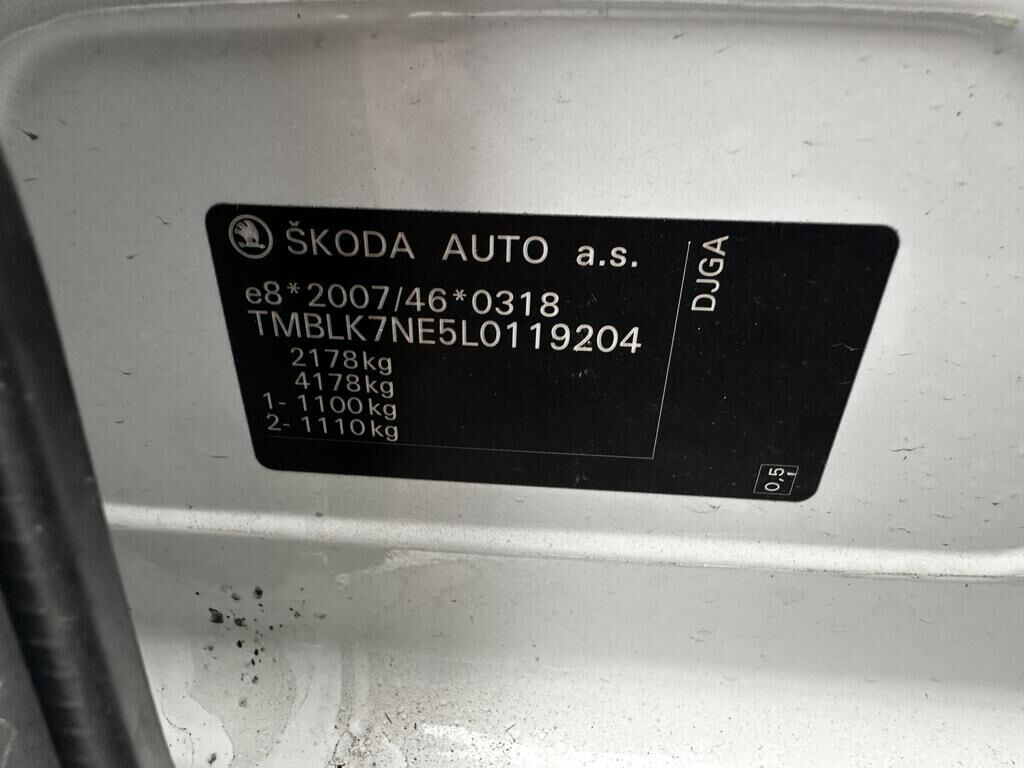 ŠKODA AUTO a.s.
e8*2007/46*0318
TMBLK7NE5L0119204
2178kg
4178kg
1- 1100kg
2- 1110kg
DJGA
0,5